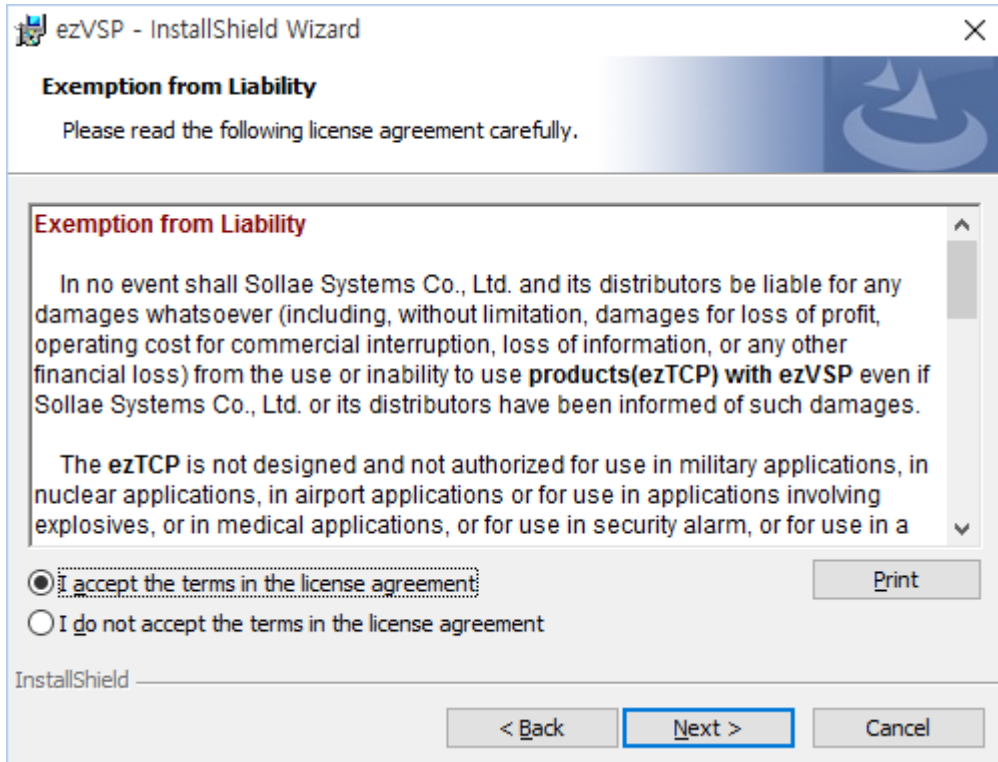 ezVSP - InstallShield Wizard
Exemption from Liability
Please read the following license agreement carefully.
Exemption from Liability
In no event shall Sollae Systems Co., Ltd. and its distributors be liable for any
damages whatsoever (including, without limitation, damages for loss of profit,
operating cost for commercial interruption, loss of information, or any other
financial loss) from the use or inability to use products(ezTCP) with ezVSP even if
Sollae Systems Co., Ltd. or its distributors have been informed of such damages.
The ezTCP is not designed and not authorized for use in military applications, in
nuclear applications, in airport applications or for use in applications involving
explosives, or in medical applications, or for use in security alarm, or for use in a
I accept the terms in the license agreement
Print
I do not accept the terms in the license agreement
InstallShield
< Back
Next >
Cancel